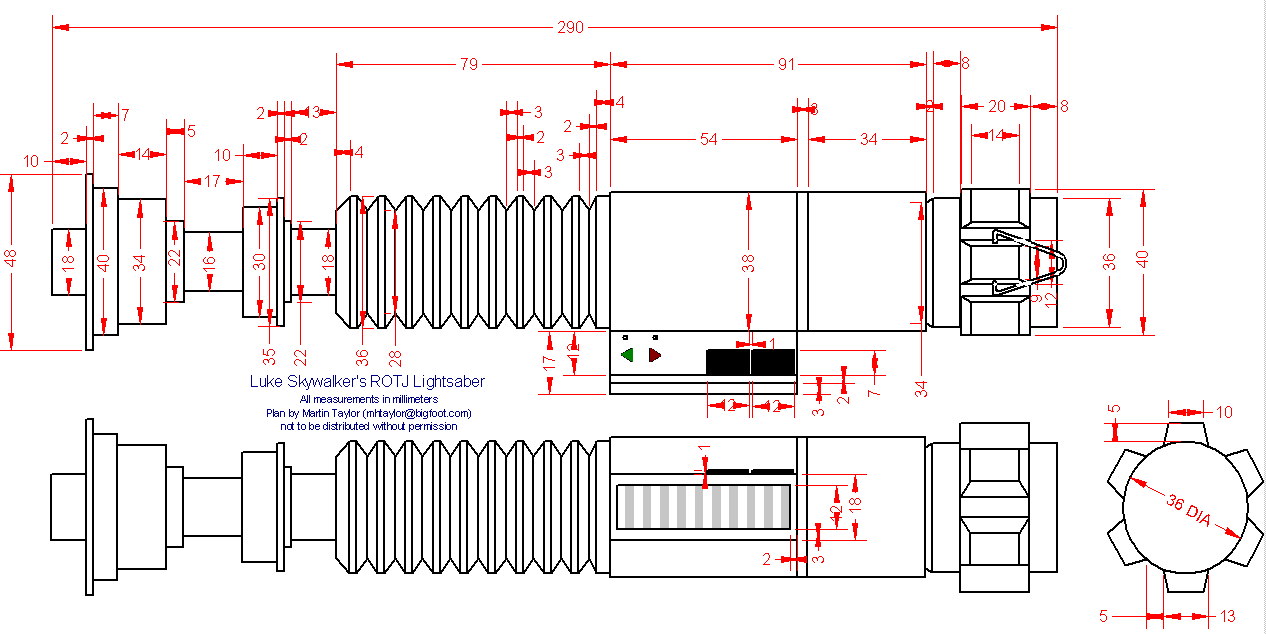 290
79 91 8
2 7 2 13 3 4 3 2 20 8
10 2 14 5 10 2 4 3 2 2 3 54 34 14
17
48 18 40 34 22 16 30 18 38 36 40
9 12
35 22 36 28 17 12 1 34
2 7
3
12 12
Luke Skywalker's ROTJ Lightsaber
All measurements in millimeters
Plan by Martin Taylor (mhtaylor@bigfoot.com)
not to be distributed without permission
1
12 18
2 3
5 10
36 DIA
5 13